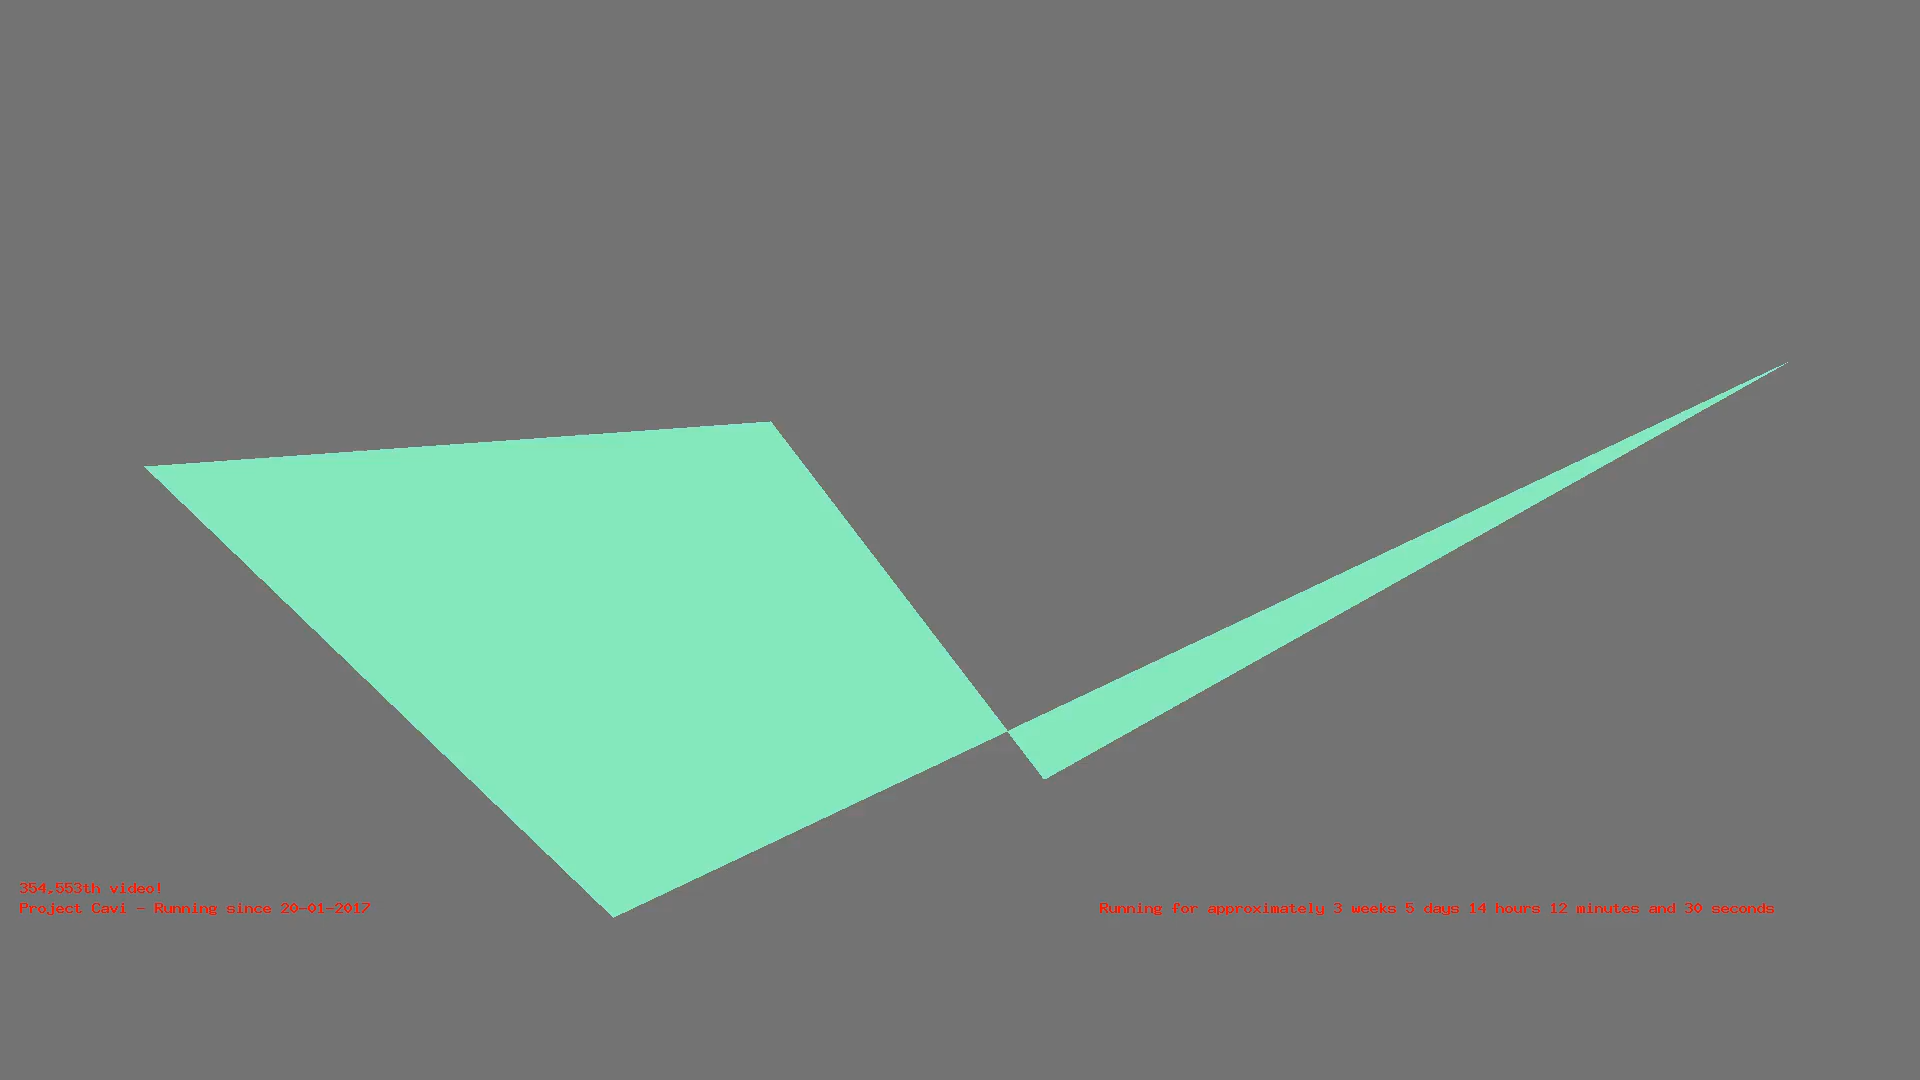 354,553th video!
Project Cavi - Running since 20-01-2017
Running for approximately 3 weeks 5 days 14 hours 12 minutes and 30 seconds